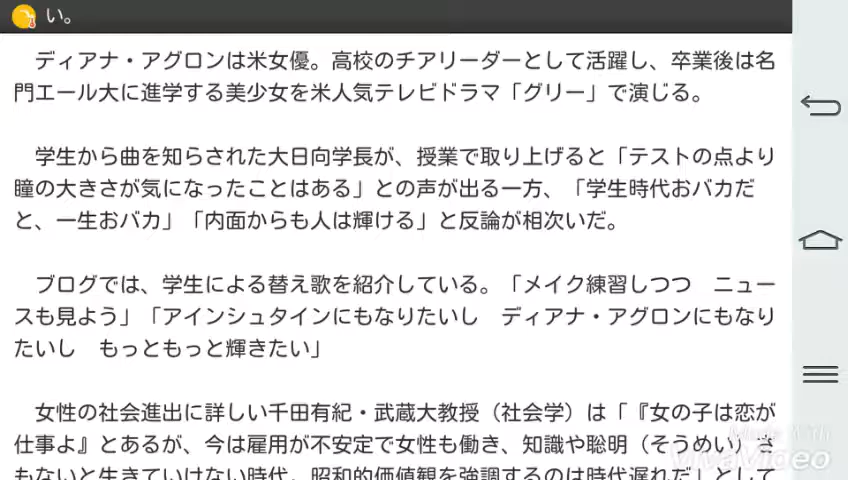 い。
ディアナ・アグロンは米女優。高校のチアリーダーとして活躍し、卒業後は名
門エール大に進学する美少女を米人気テレビドラマ「グリー」で演じる。
学生から曲を知らされた大日向学長が、授業で取り上げると「テストの点より
瞳の大きさが気になったことはある」との声が出る一方、「学生時代おバカだ
と、一生おバカ」「内面からも人は輝ける」と反論が相次いだ。
ブログでは、学生による替え歌を紹介している。「メイク練習しつつ　ニュー
スも見よう」「アインシュタインにもなりたいし　ディアナ・アグロンにもなり
たいし　もっともっと輝きたい」
女性の社会進出に詳しい千田有紀・武蔵大教授（社会学）は「『女の子は恋が
仕事よ』とあるが、今は雇用が不安定で女性も働き、知識や聡明（そうめい）さ
もないと生きていけない時代。昭和的価値観を強調するのは時代遅れだ」として
Made With
VivaVideo